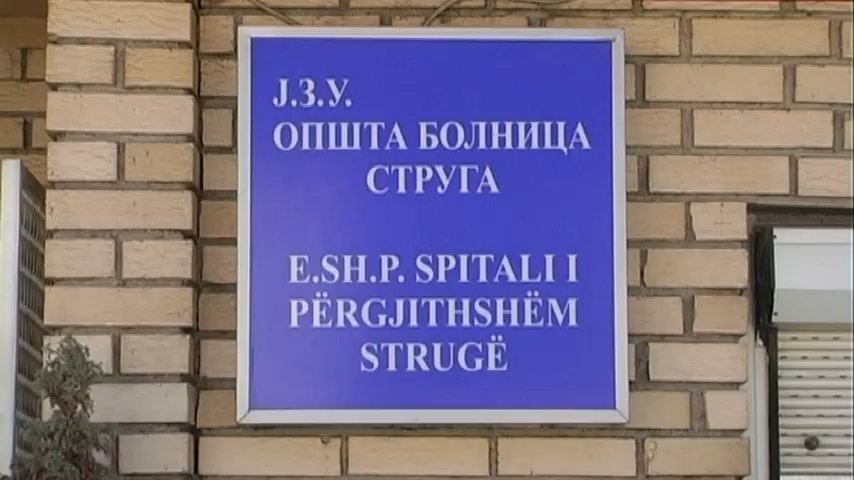 Ј.З.У.
ОПШТА БОЛНИЦА
СТРУГА
E.SH.P. SPITALI I
PËRGJITHSHËM
STRUGË